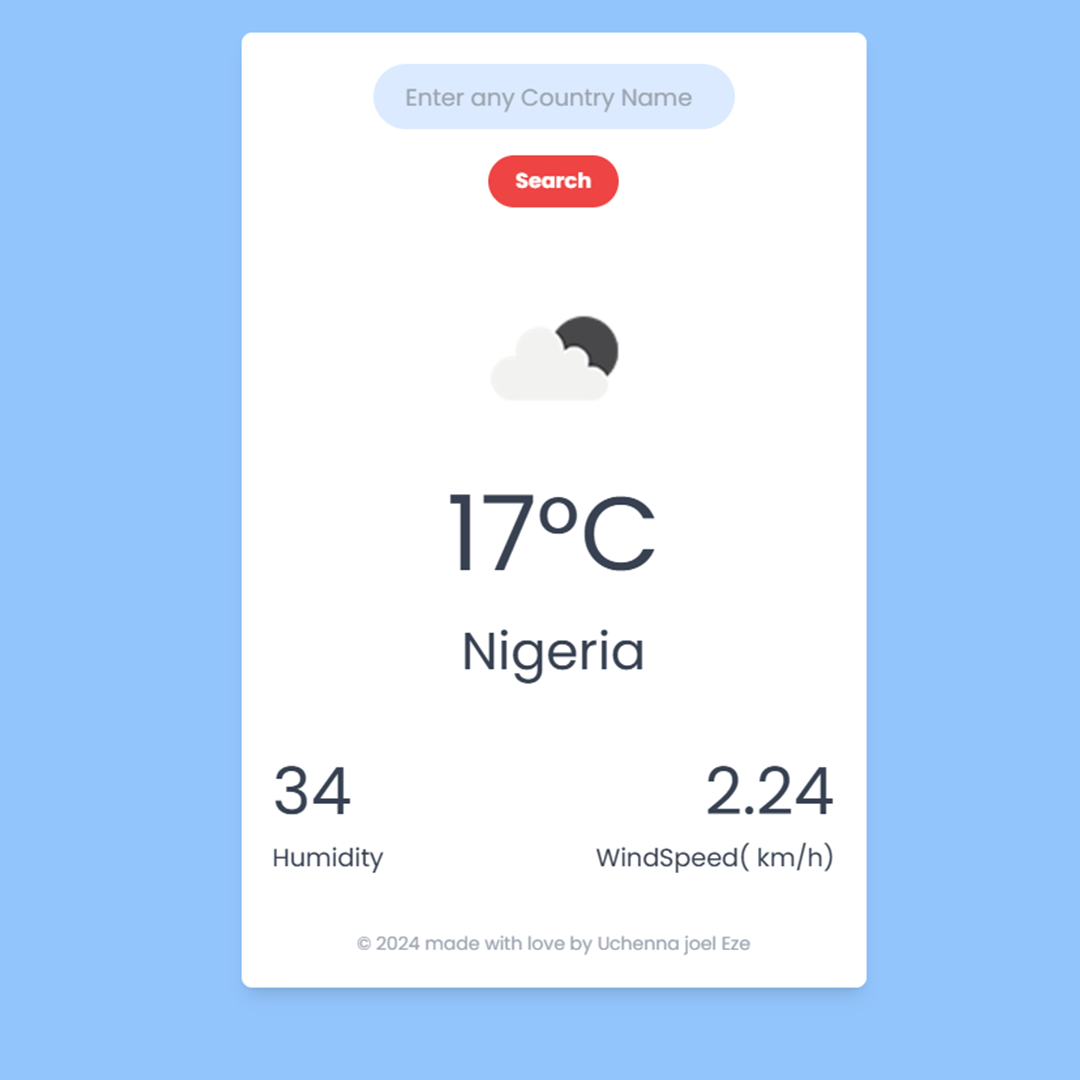 Enter any Country Name
Search
17°C
Nigeria
34
2.24
Humidity
WindSpeed( km/h)
© 2024 made with love by Uchenna joel Eze